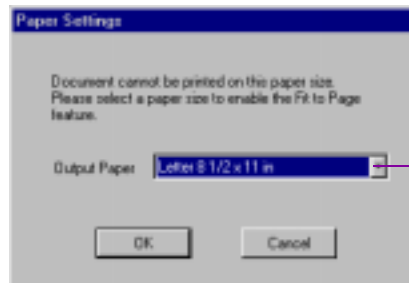 Paper Settings
Document cannot be printed on this paper size.
Please select a paper size to enable the Fit to Page
feature.
Output Paper Letter 8 1/2 x 11 in
OK Cancel